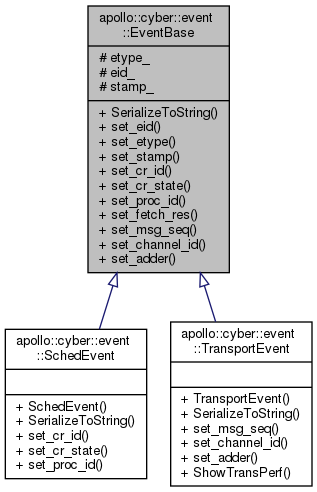 apollo::cyber::event
::EventBase
# etype_
# eid_
# stamp_
+ SerializeToString()
+ set_eid()
+ set_etype()
+ set_stamp()
+ set_cr_id()
+ set_cr_state()
+ set_proc_id()
+ set_fetch_res()
+ set_msg_seq()
+ set_channel_id()
+ set_adder()
apollo::cyber::event
::SchedEvent
+ SchedEvent()
+ SerializeToString()
+ set_cr_id()
+ set_cr_state()
+ set_proc_id()
apollo::cyber::event
::TransportEvent
+ TransportEvent()
+ SerializeToString()
+ set_msg_seq()
+ set_channel_id()
+ set_adder()
+ ShowTransPerf()